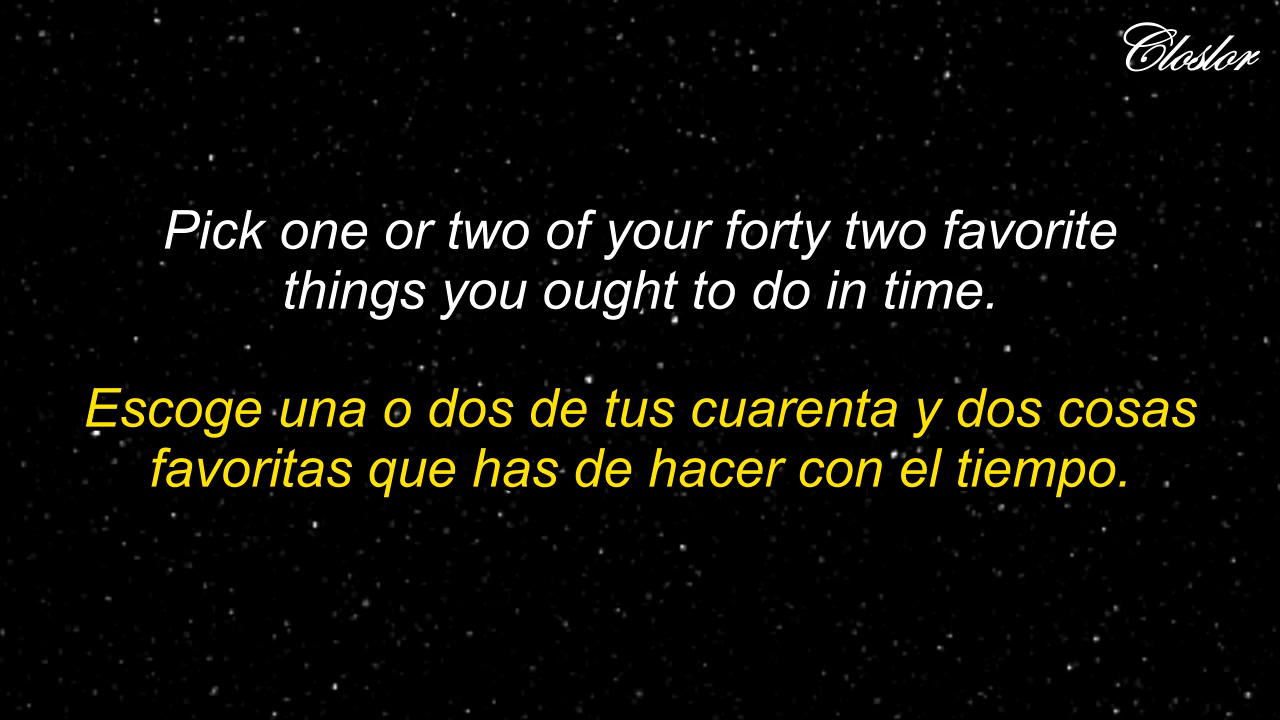 Closlor
Pick one or two of your forty two favorite
things you ought to do in time.
Escoge una o dos de tus cuarenta y dos cosas
favoritas que has de hacer con el tiempo.